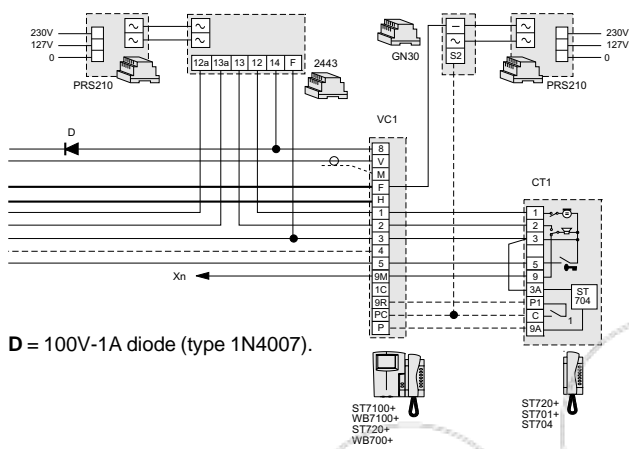 230V
127V
0
PRS210
12a 13a 13 12 14 F
2443
GN30
S2
230V
127V
0
PRS210
D
VC1
8
V
M
F
H
1
2
3
4
5
9M
1C
9R
PC
P
Xn
CT1
1
2
3
5
9
3A
P1
C
9A
ST
704
1
D = 100V-1A diode (type 1N4007).
ST7100+
WB7100+
ST720+
WB700+
ST720+
ST701+
ST704